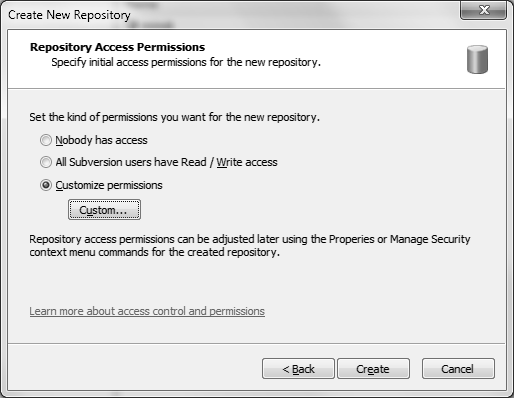 Create New Repository
Repository Access Permissions
Specify initial access permissions for the new repository.
Set the kind of permissions you want for the new repository.
Nobody has access
All Subversion users have Read / Write access
Customize permissions
Custom...
Repository access permissions can be adjusted later using the Properies or Manage Security
context menu commands for the created repository.
Learn more about access control and permissions
< Back
Create
Cancel